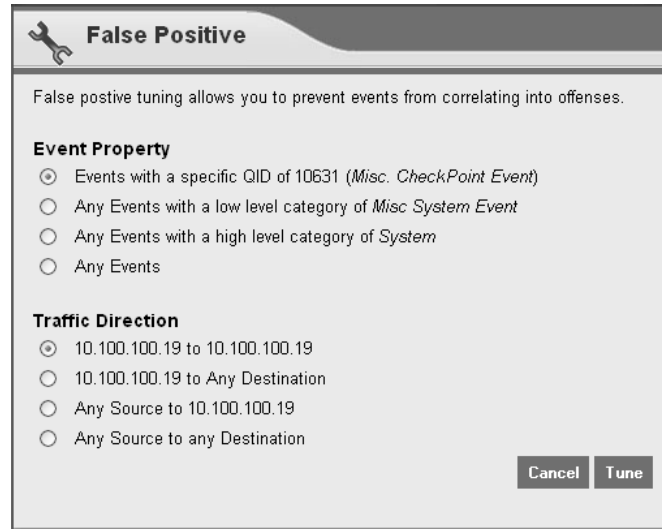 False Positive
False postive tuning allows you to prevent events from correlating into offenses.
Event Property
Events with a specific QID of 10631 (Misc. CheckPoint Event)
Any Events with a low level category of Misc System Event
Any Events with a high level category of System
Any Events
Traffic Direction
10.100.100.19 to 10.100.100.19
10.100.100.19 to Any Destination
Any Source to 10.100.100.19
Any Source to any Destination
Cancel Tune